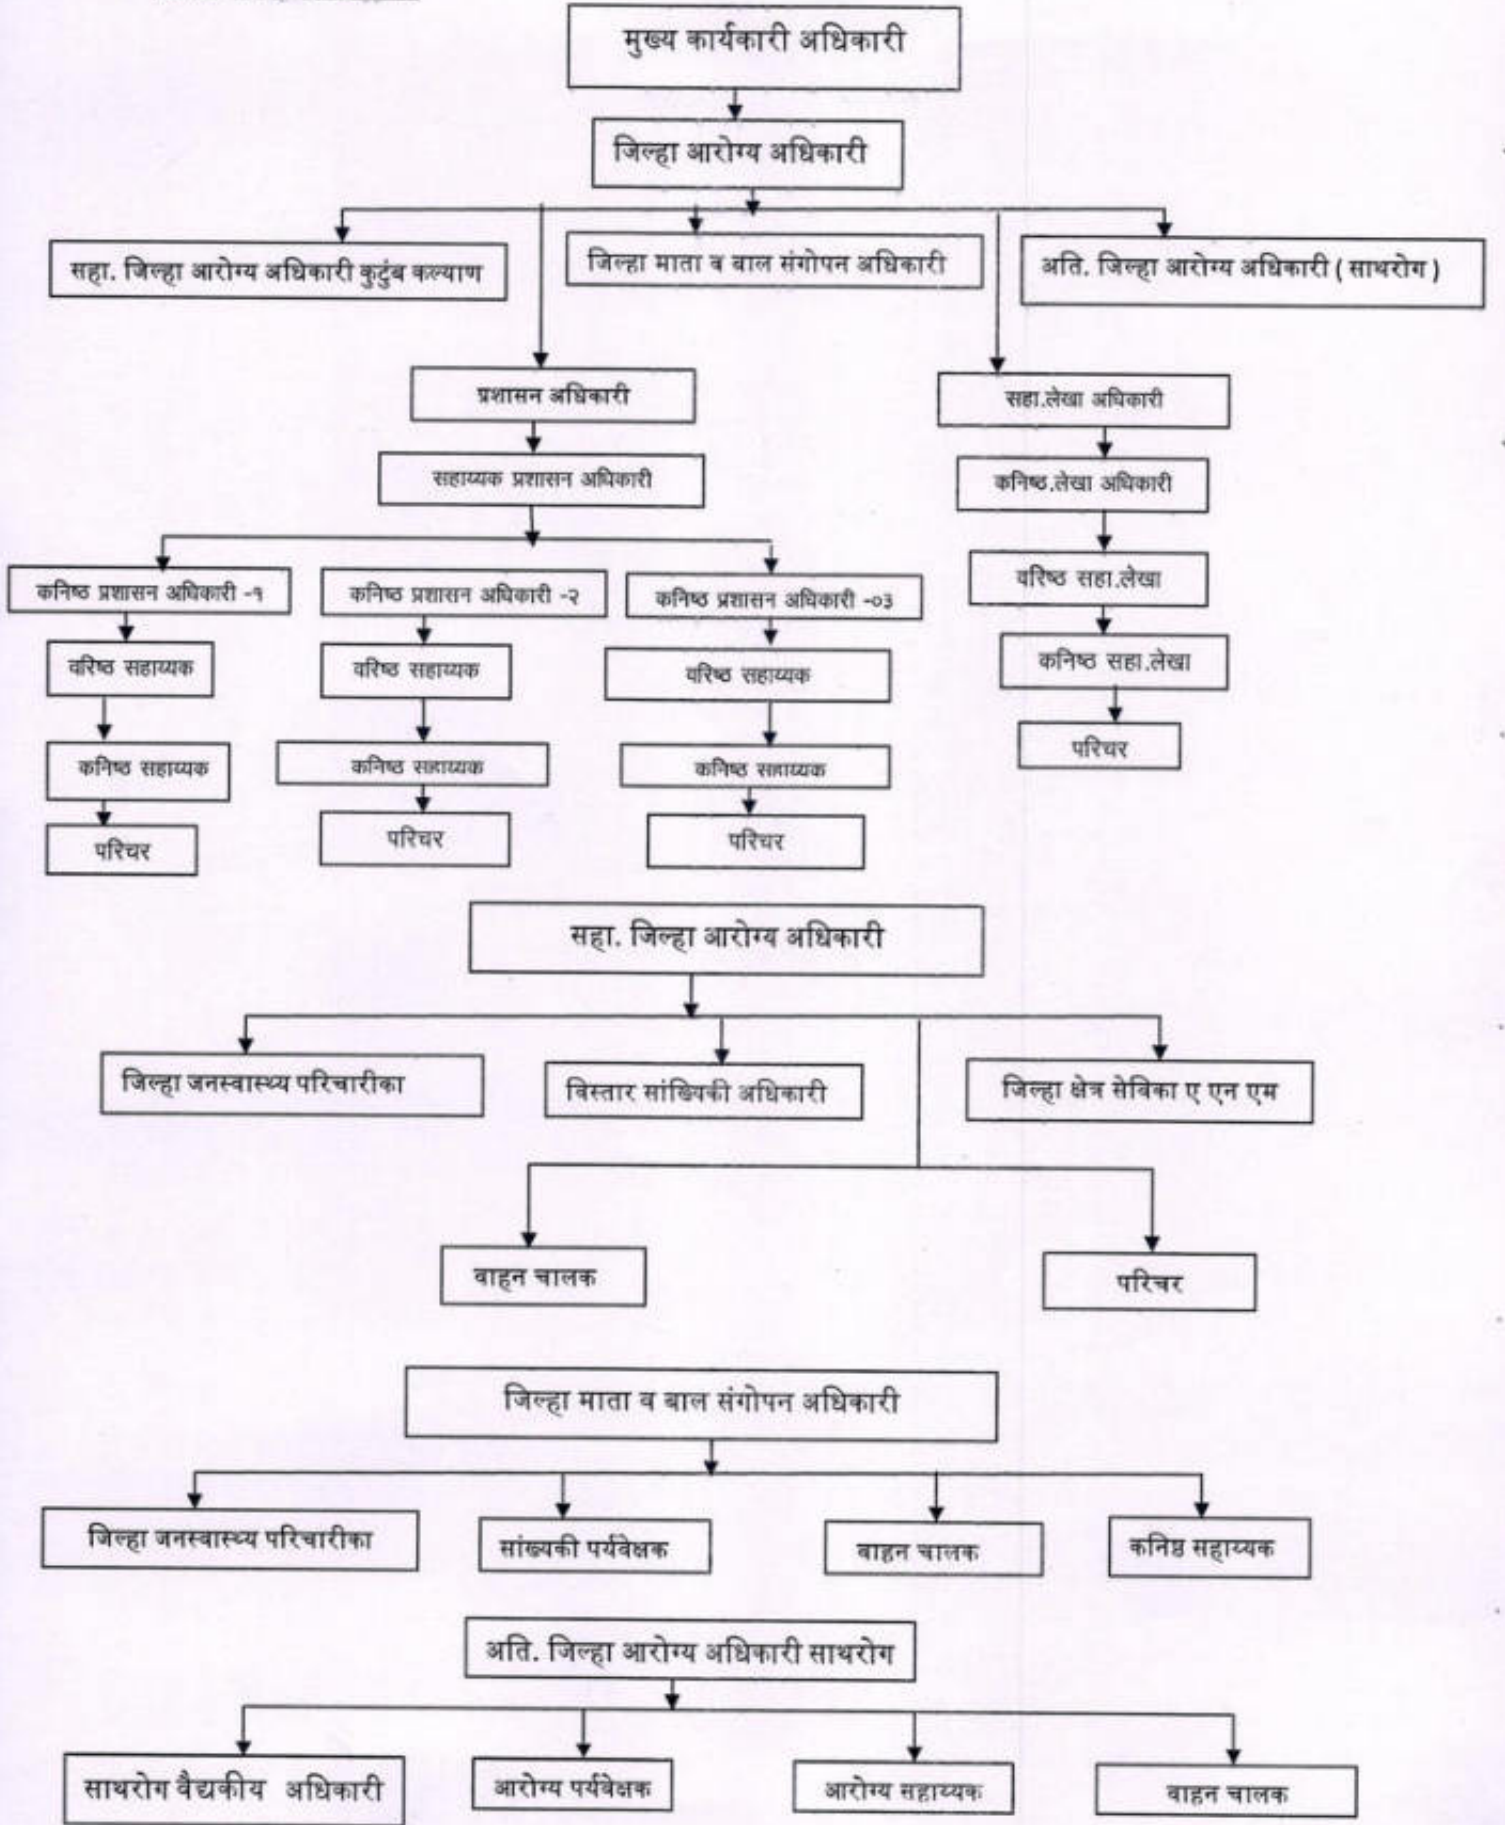 मुख्य कार्यकारी अधिकारी
जिल्हा आरोग्य अधिकारी
सहा. जिल्हा आरोग्य अधिकारी कुटुंब कल्याण
जिल्हा माता व बाल संगोपन अधिकारी
अति. जिल्हा आरोग्य अधिकारी ( साथरोग )
प्रशासन अधिकारी
सहा.लेखा अधिकारी
सहाय्यक प्रशासन अधिकारी
कनिष्ठ.लेखा अधिकारी
कनिष्ठ प्रशासन अधिकारी -१
कनिष्ठ प्रशासन अधिकारी -२
कनिष्ठ प्रशासन अधिकारी -०३
वरिष्ठ सहा.लेखा
वरिष्ठ सहाय्यक
वरिष्ठ सहाय्यक
वरिष्ठ सहाय्यक
कनिष्ठ सहा.लेखा
कनिष्ठ सहाय्यक
कनिष्ठ सहाय्यक
कनिष्ठ सहाय्यक
परिचर
परिचर
परिचर
परिचर
सहा. जिल्हा आरोग्य अधिकारी
जिल्हा जनस्वास्थ्य परिचारीका
विस्तार सांख्यिकी अधिकारी
जिल्हा क्षेत्र सेविका ए एन एम
वाहन चालक
परिचर
जिल्हा माता व बाल संगोपन अधिकारी
जिल्हा जनस्वास्थ्य परिचारीका
सांख्यकी पर्यवेक्षक
वाहन चालक
कनिष्ठ सहाय्यक
अति. जिल्हा आरोग्य अधिकारी साथरोग
साथरोग वैद्यकीय अधिकारी
आरोग्य पर्यवेक्षक
आरोग्य सहाय्यक
वाहन चालक